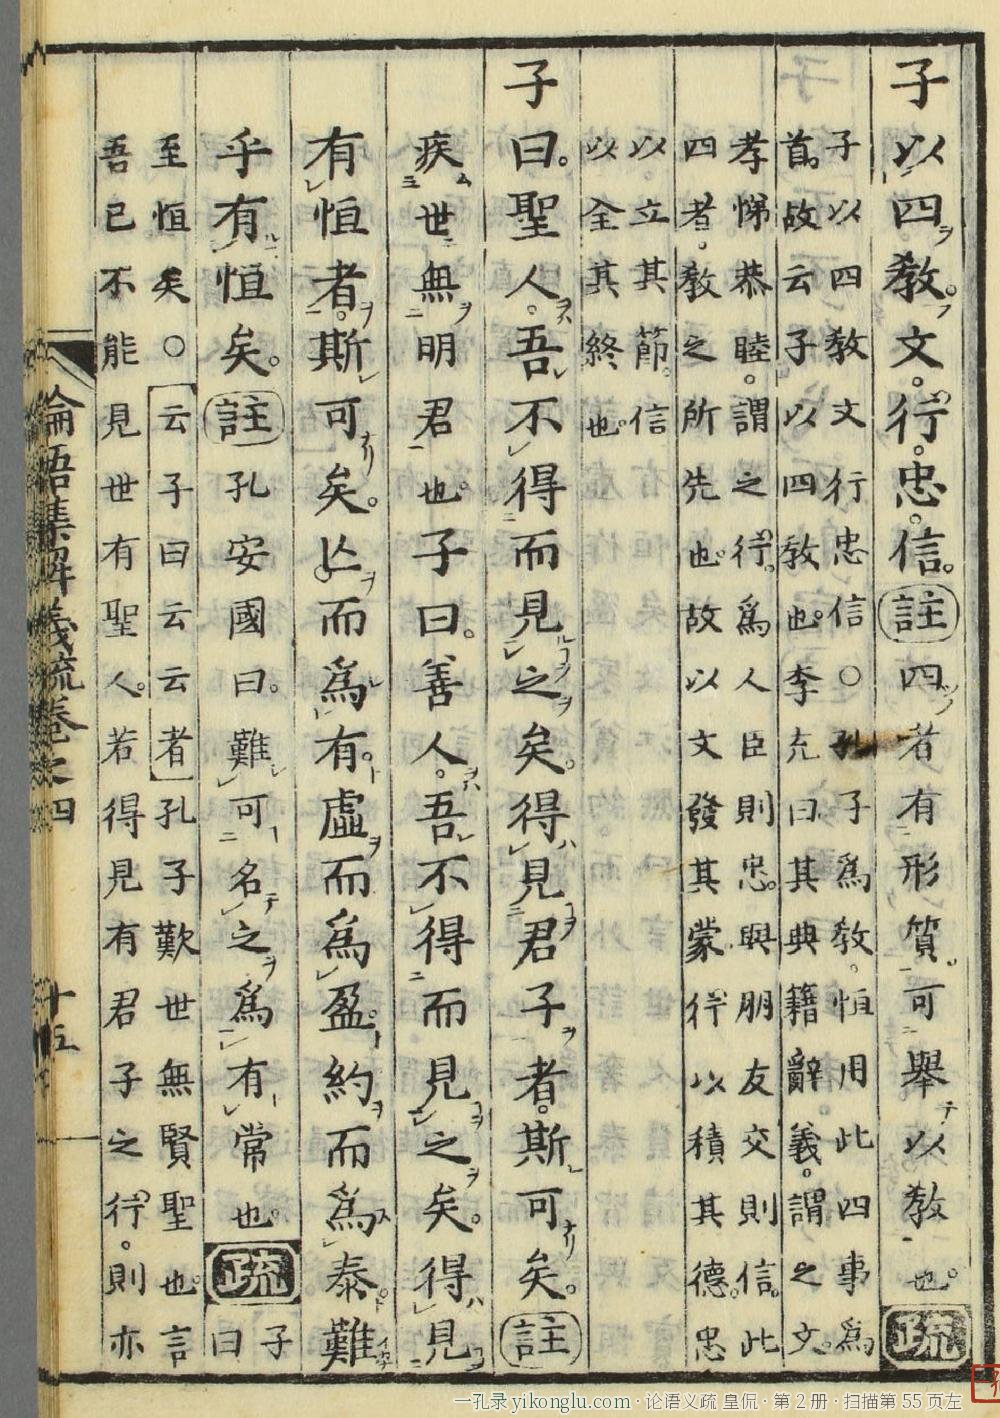 子以四教文行忠信註四者有形質可舉以教也疏
子以四教文行忠信○孔子爲教恒用此四事爲
首故云子以四教也李充曰其典籍辭義謂之文
孝悌恭睦謂之行爲人臣則忠與朋友交則信此
四者教之所先也故以文發其蒙行以積其德忠
以立其節信
以全其終也
子曰聖人吾不得而見之矣得見君子者斯可矣註
疾世無明君也子曰善人吾不得而見之矣得見
有恒者斯可矣亡而爲有虛而爲盈約而爲泰難
乎有恒矣註孔安國曰難可名之爲有常也疏
子
曰
至恒矣○云子曰云云者孔子歎世無賢聖也言
吾已不能見世有聖人若得見有君子之行則亦
論語集解義疏卷之四
十五
一孔录 yikonglu.com · 论语义疏 皇侃 · 第 2 册 · 扫描第 55 页左